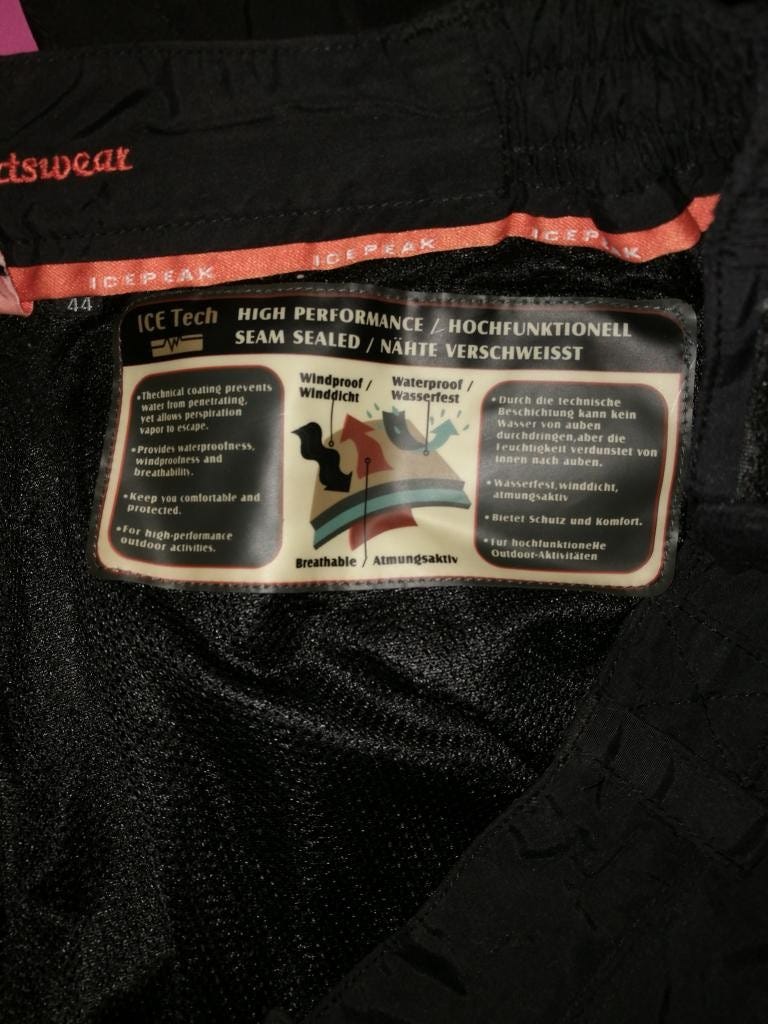 rtswear
ICEPEAK ICEPEAK ICEPEAK
44
ICE Tech
HIGH PERFORMANCE / HOCHFUNKTIONELL
SEAM SEALED / NÄHTE VERSCHWEISST
•Thechnical coating prevents
water from penetrating,
yet allows perspiration
vapor to escape.
•Provides waterproofness,
windproofness and
breathability.
•Keep you comfortable and
protected.
•For high-performance
outdoor activities.
Windproof /
Winddicht
Waterproof /
Wasserfest
Breathable / Atmungsaktiv
•Durch die technische
Beschichtung kann kein
Wasser von auben
durchdringen,aber die
Feuchtigkeit verdunstet von
innen nach auben.
•Wasserfest,winddicht,
atmungsaktiv
•Bietet Schutz und Komfort.
•Fur hochfunktionelle
Outdoor-Aktivitäten